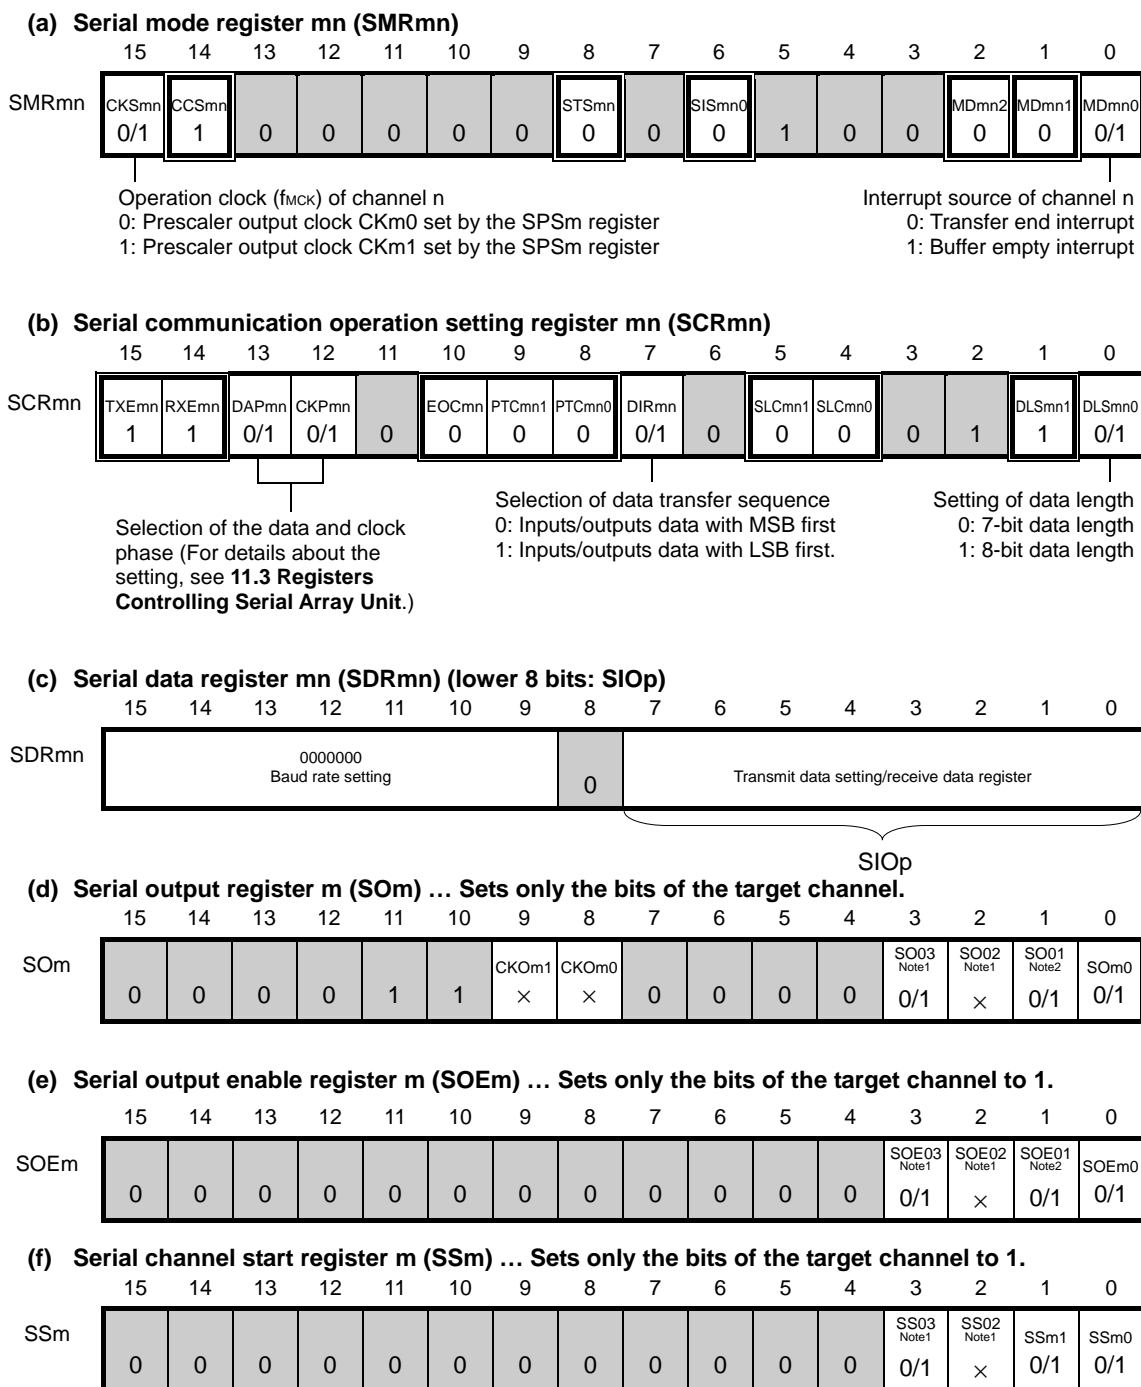 (a) Serial mode register mn (SMRmn)
15 14 13 12 11 10 9 8 7 6 5 4 3 2 1 0
SMRmn CKSmn CCSmn STSmn SISmn0 MDmn2 MDmn1 MDmn0
0/1 1 0 0 0 0 0 0 0 0 1 0 0 0 0 0/1
Operation clock (fMCK) of channel n
0: Prescaler output clock CKm0 set by the SPSm register
1: Prescaler output clock CKm1 set by the SPSm register
Interrupt source of channel n
0: Transfer end interrupt
1: Buffer empty interrupt
(b) Serial communication operation setting register mn (SCRmn)
15 14 13 12 11 10 9 8 7 6 5 4 3 2 1 0
SCRmn TXEmn RXEmn DAPmn CKPmn EOCmn PTCmn1 PTCmn0 DIRmn SLCmn1 SLCmn0 DLSmn1 DLSmn0
1 1 0/1 0/1 0 0 0 0 0/1 0 0 0 0 1 1 0/1
Selection of the data and clock
phase (For details about the
setting, see 11.3 Registers
Controlling Serial Array Unit.)
Selection of data transfer sequence
0: Inputs/outputs data with MSB first
1: Inputs/outputs data with LSB first.
Setting of data length
0: 7-bit data length
1: 8-bit data length
(c) Serial data register mn (SDRmn) (lower 8 bits: SIOp)
15 14 13 12 11 10 9 8 7 6 5 4 3 2 1 0
SDRmn
0000000
Baud rate setting
0
Transmit data setting/receive data register
SIOp
(d) Serial output register m (SOm) … Sets only the bits of the target channel.
15 14 13 12 11 10 9 8 7 6 5 4 3 2 1 0
SOm CKOm1 CKOm0 SO03 SO02 SO01 SOm0
Note1 Note1 Note2
0 0 0 0 1 1 × × 0 0 0 0 0/1 × 0/1 0/1
(e) Serial output enable register m (SOEm) … Sets only the bits of the target channel to 1.
15 14 13 12 11 10 9 8 7 6 5 4 3 2 1 0
SOEm SOE03 SOE02 SOE01 SOEm0
Note1 Note1 Note2
0 0 0 0 0 0 0 0 0 0 0 0 0/1 × 0/1 0/1
(f) Serial channel start register m (SSm) … Sets only the bits of the target channel to 1.
15 14 13 12 11 10 9 8 7 6 5 4 3 2 1 0
SSm SS03 SS02 SSm1 SSm0
Note1 Note1
0 0 0 0 0 0 0 0 0 0 0 0 0/1 × 0/1 0/1